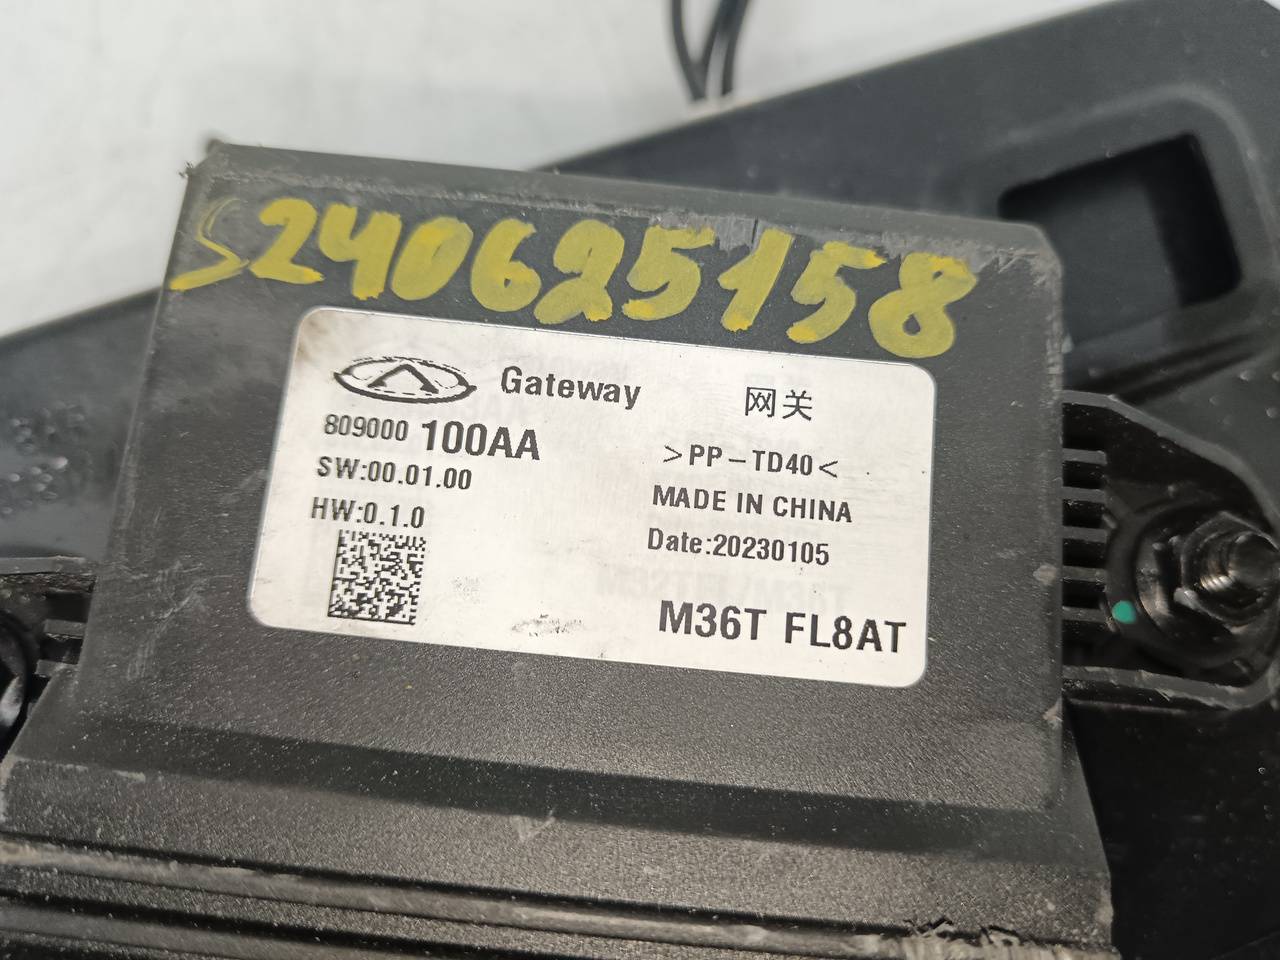 S240625158
Gateway 网关
809000 100AA
>PP-TD40<
SW:00.01.00
MADE IN CHINA
HW:0.1.0
Date:20230105
M36T FL8AT